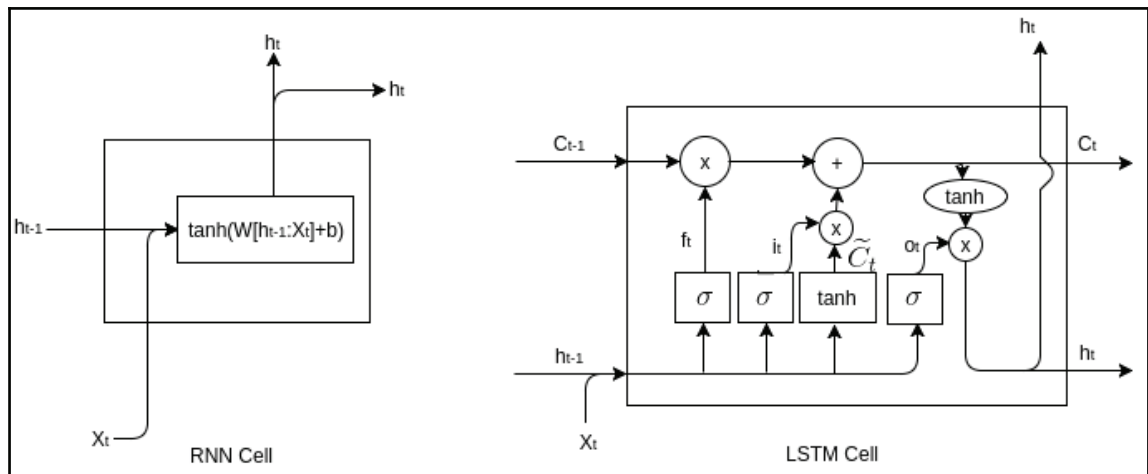 hₜ
hₜ
hₜ₋₁
tanh(W[hₜ₋₁:Xₜ]+b)
Xₜ
RNN Cell
hₜ
Cₜ₋₁
x
+
Cₜ
tanh
fₜ
iₜ
x
C̃ₜ
oₜ
x
σ
σ
tanh
σ
hₜ₋₁
hₜ
Xₜ
LSTM Cell